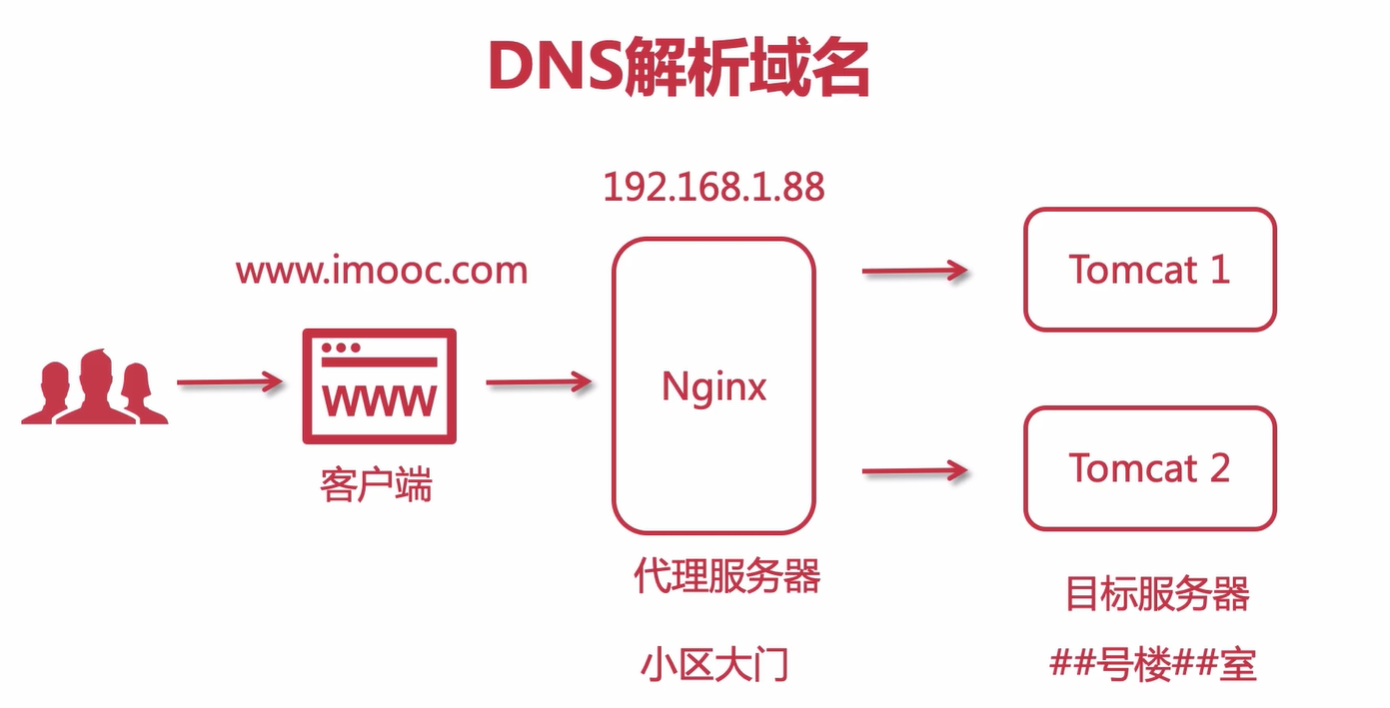 DNS解析域名
192.168.1.88
www.imooc.com
WWW
客户端
Nginx
代理服务器
小区大门
Tomcat 1
Tomcat 2
目标服务器
##号楼##室